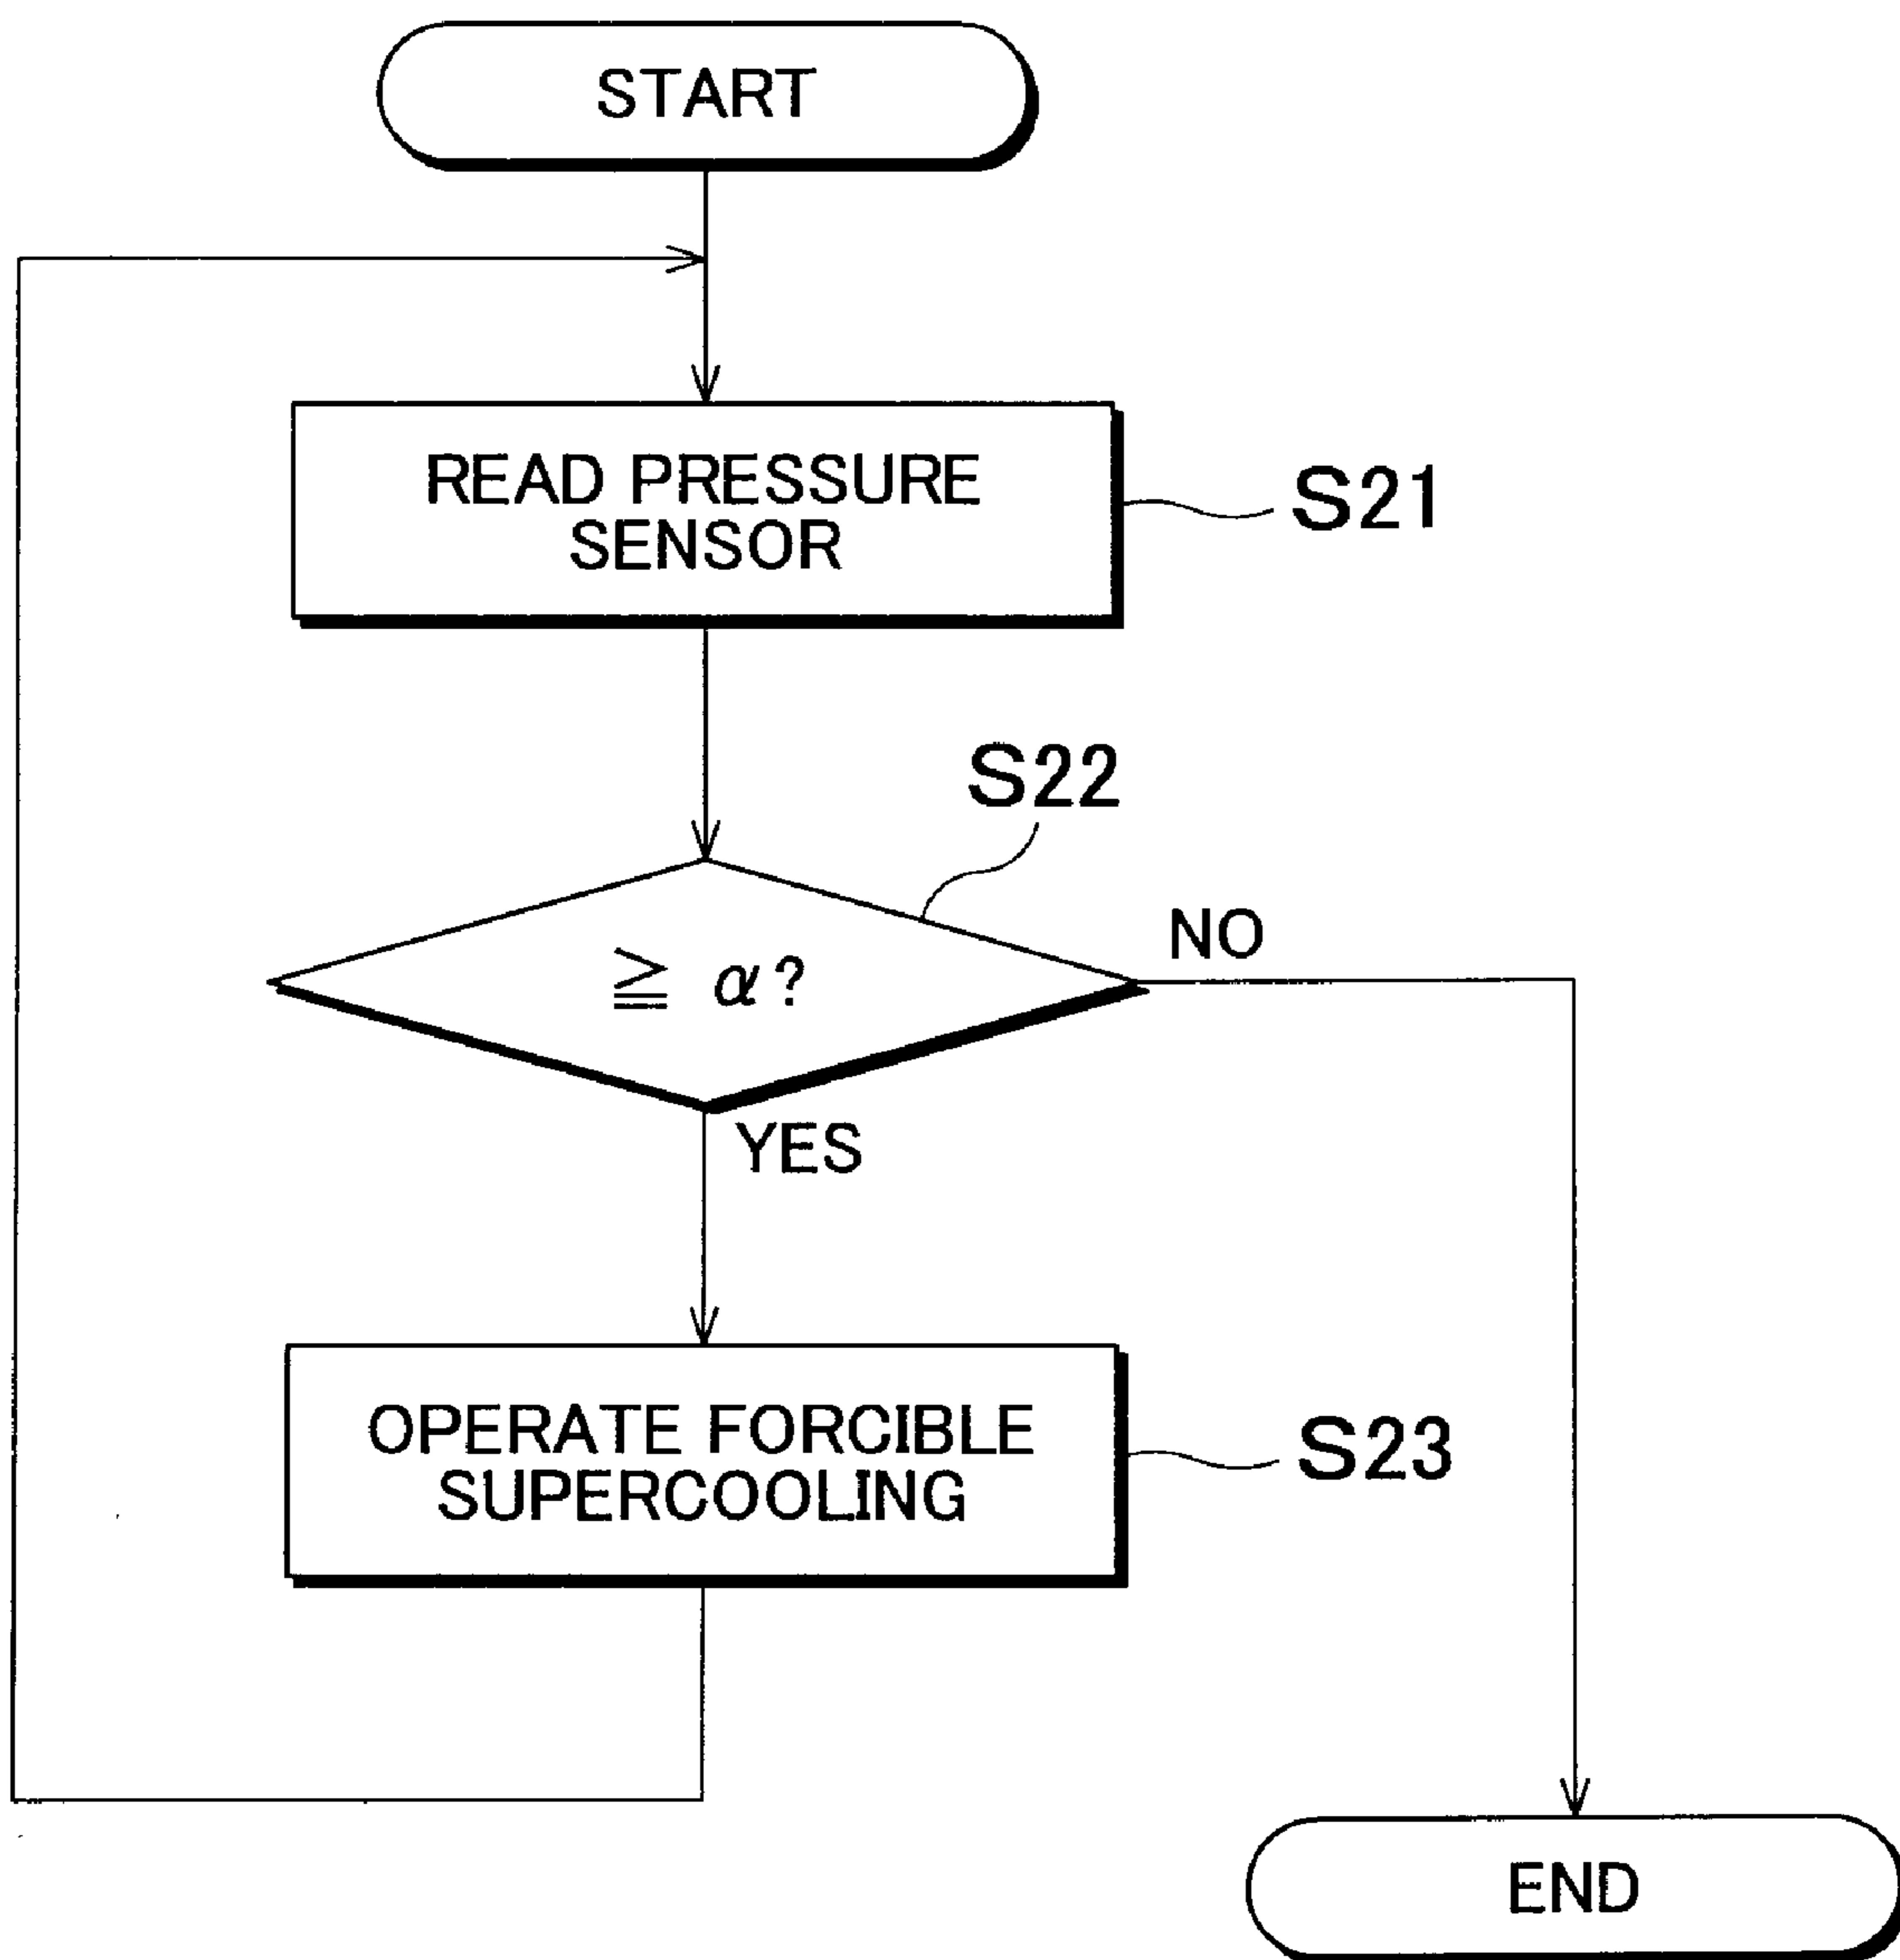 START
READ PRESSURE
SENSOR
S21
S22
≧ α?
NO
YES
OPERATE FORCIBLE
SUPERCOOLING
S23
END